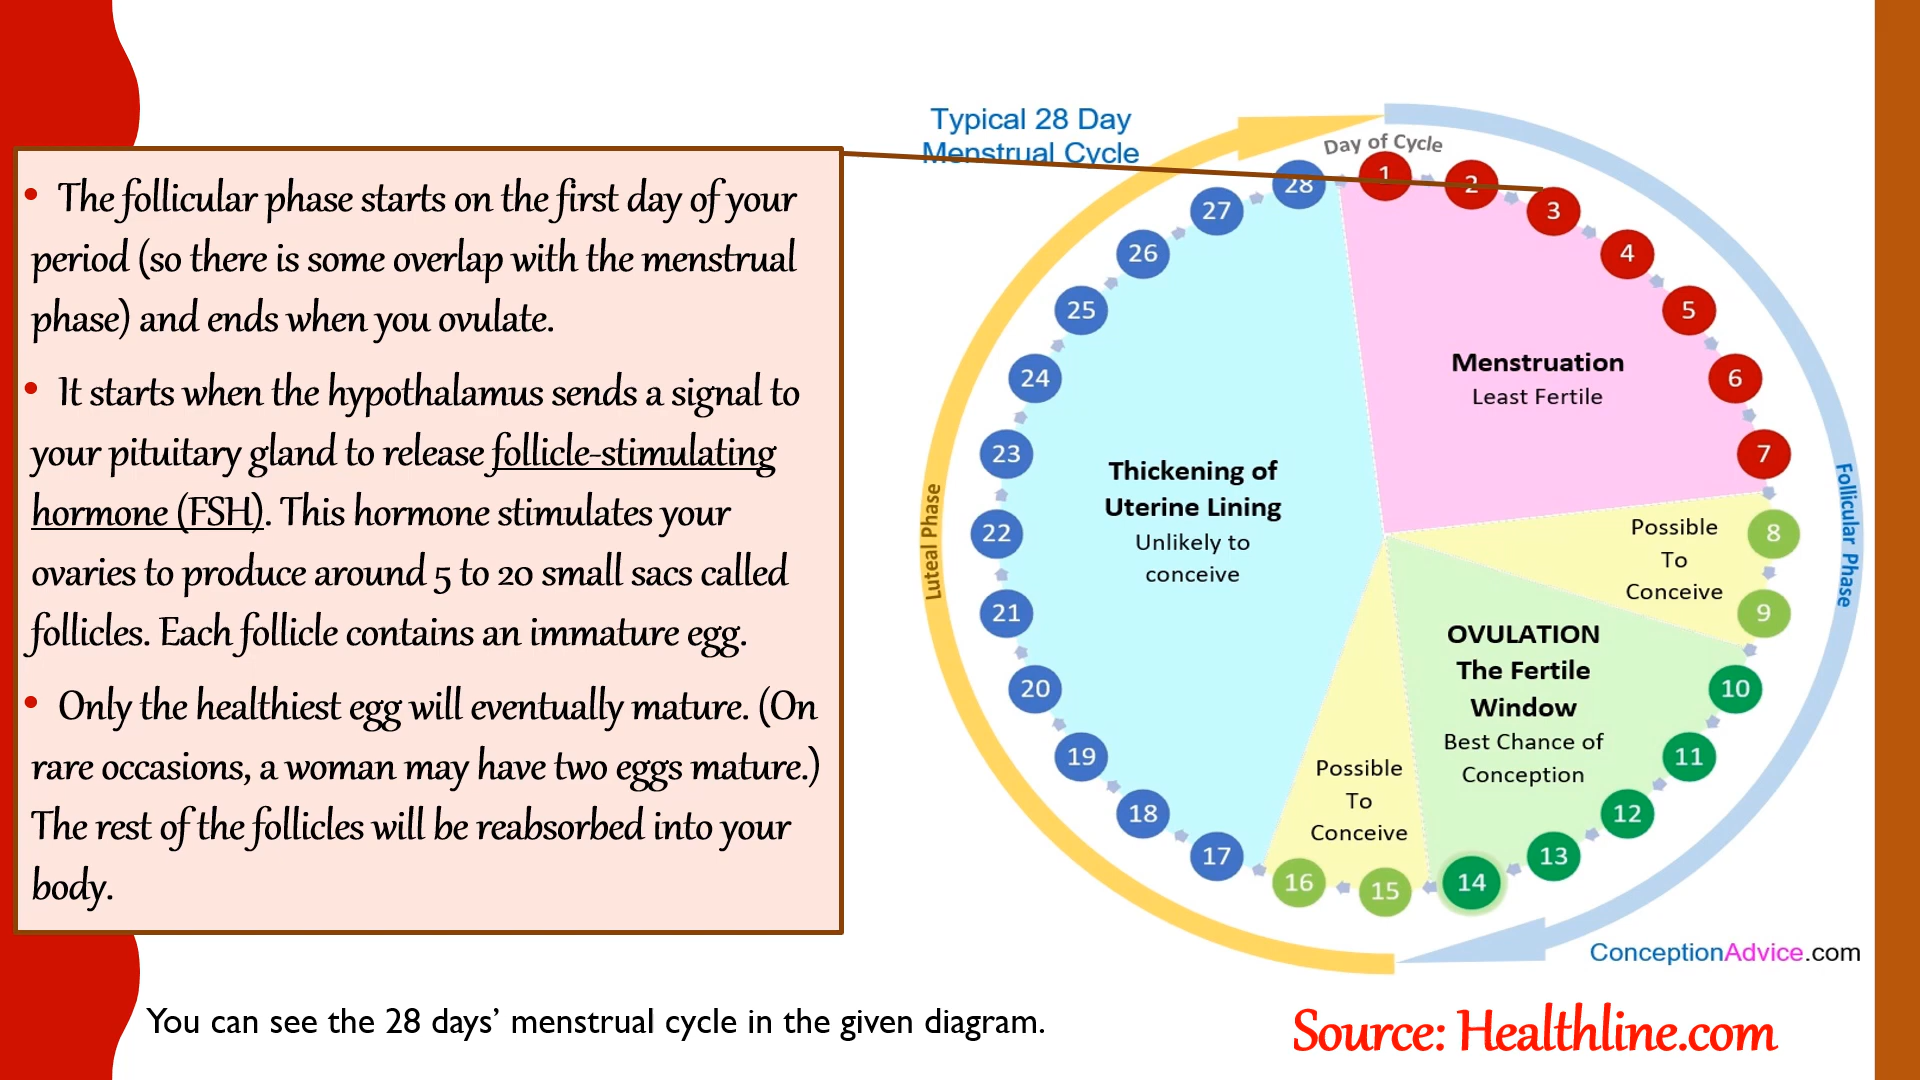 Typical 28 Day
Menstrual Cycle
• The follicular phase starts on the first day of your
period (so there is some overlap with the menstrual
phase) and ends when you ovulate.
• It starts when the hypothalamus sends a signal to
your pituitary gland to release follicle-stimulating
hormone (FSH). This hormone stimulates your
ovaries to produce around 5 to 20 small sacs called
follicles. Each follicle contains an immature egg.
• Only the healthiest egg will eventually mature. (On
rare occasions, a woman may have two eggs mature.)
The rest of the follicles will be reabsorbed into your
body.
Day of Cycle
1
2
3
4
5
6
7
8
9
10
11
12
13
14
15
16
17
18
19
20
21
22
23
24
25
26
27
28
Menstruation
Least Fertile
Possible
To
Conceive
OVULATION
The Fertile
Window
Best Chance of
Conception
Possible
To
Conceive
Thickening of
Uterine Lining
Unlikely to
conceive
Luteal Phase
Follicular Phase
ConceptionAdvice.com
You can see the 28 days’ menstrual cycle in the given diagram.
Source: Healthline.com